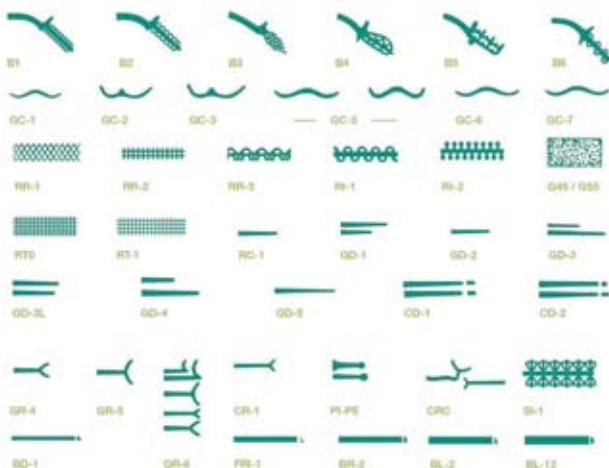 B1 B2 B3 B4 B5 B6
GC-1 GC-2 GC-3 GC-5 GC-6 GC-7
RR-1 RR-2 RR-3 RI-1 RI-2 G45 / G55
RT0 RT-1 RC-1 GD-1 GD-2 GD-3
GD-3L GD-4 GD-5 CD-1 CD-2
GR-4 GR-5 CR-1 PI-PE CRC SI-1
BD-1 GR-6 FRI-1 BR-2 BL-2 BL-12